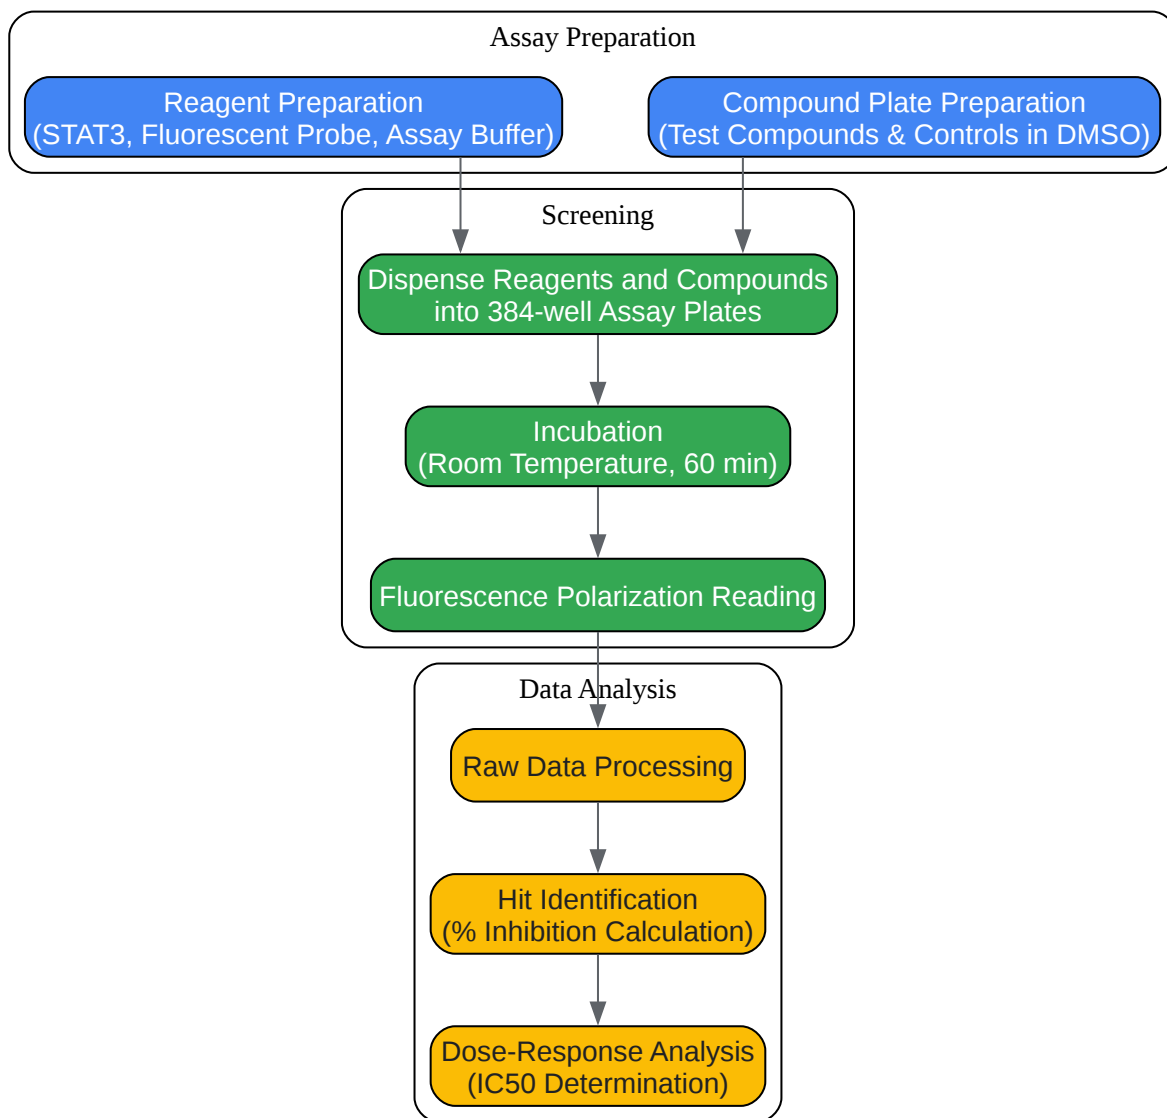 Assay Preparation
Reagent Preparation
(STAT3, Fluorescent Probe, Assay Buffer)
Compound Plate Preparation
(Test Compounds & Controls in DMSO)
Screening
Dispense Reagents and Compounds
into 384-well Assay Plates
Incubation
(Room Temperature, 60 min)
Fluorescence Polarization Reading
Data Analysis
Raw Data Processing
Hit Identification
(% Inhibition Calculation)
Dose-Response Analysis
(IC50 Determination)